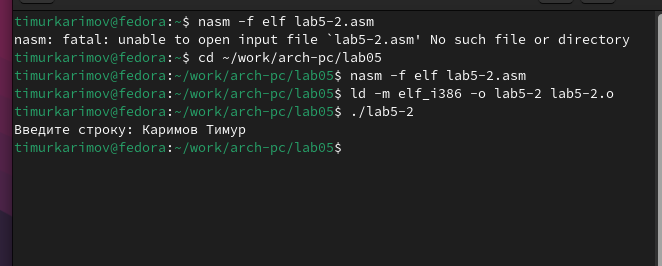 timurkarimov@fedora:~$ nasm -f elf lab5-2.asm
nasm: fatal: unable to open input file `lab5-2.asm' No such file or directory
timurkarimov@fedora:~$ cd ~/work/arch-pc/lab05
timurkarimov@fedora:~/work/arch-pc/lab05$ nasm -f elf lab5-2.asm
timurkarimov@fedora:~/work/arch-pc/lab05$ ld -m elf_i386 -o lab5-2 lab5-2.o
timurkarimov@fedora:~/work/arch-pc/lab05$ ./lab5-2
Введите строку: Каримов Тимур
timurkarimov@fedora:~/work/arch-pc/lab05$